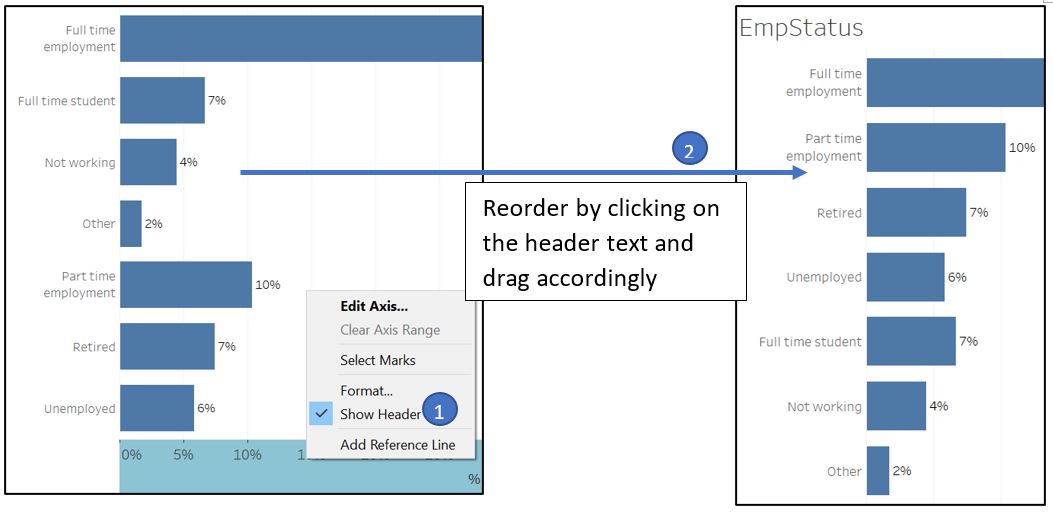 Full time
employment
Full time student
7%
Not working
4%
Other
2%
Part time
employment
10%
Retired
7%
Unemployed
6%
0%
5%
10%
%
Edit Axis...
Clear Axis Range
Select Marks
Format...
Show Header
1
Add Reference Line
2
Reorder by clicking on
the header text and
drag accordingly
EmpStatus
Full time
employment
Part time
employment
10%
Retired
7%
Unemployed
6%
Full time student
7%
Not working
4%
Other
2%